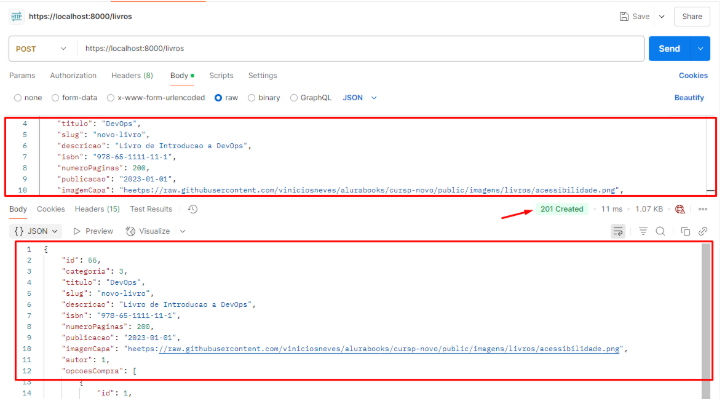 HTTP https://localhost:8000/livros Save Share
POST https://localhost:8000/livros Send
Params Authorization Headers (8) Body Scripts Settings Cookies
none form-data x-www-form-urlencoded raw binary GraphQL JSON Beautify
4 "titulo": "DevOps",
5 "slug": "novo-livro",
6 "descricao": "Livro de Introducao a DevOps",
7 "isbn": "978-65-1111-11-1",
8 "numeroPaginas": 200,
9 "publicacao": "2023-01-01",
10 "imagemCapa": "heetps://raw.githubusercontent.com/viniciosneves/alurabooks/cursp-novo/public/imagens/livros/acessibilidade.png",
Body Cookies Headers (15) Test Results 201 Created 11 ms 1.07 KB
{} JSON Preview Visualize
1 {
2 "id": 66,
3 "categoria": 3,
4 "titulo": "DevOps",
5 "slug": "novo-livro",
6 "descricao": "Livro de Introducao a DevOps",
7 "isbn": "978-65-1111-11-1",
8 "numeroPaginas": 200,
9 "publicacao": "2023-01-01",
10 "imagemCapa": "heetps://raw.githubusercontent.com/viniciosneves/alurabooks/cursp-novo/public/imagens/livros/acessibilidade.png",
11 "autor": 1,
12 "opcoesCompra": [
13 {
14 "id": 1,